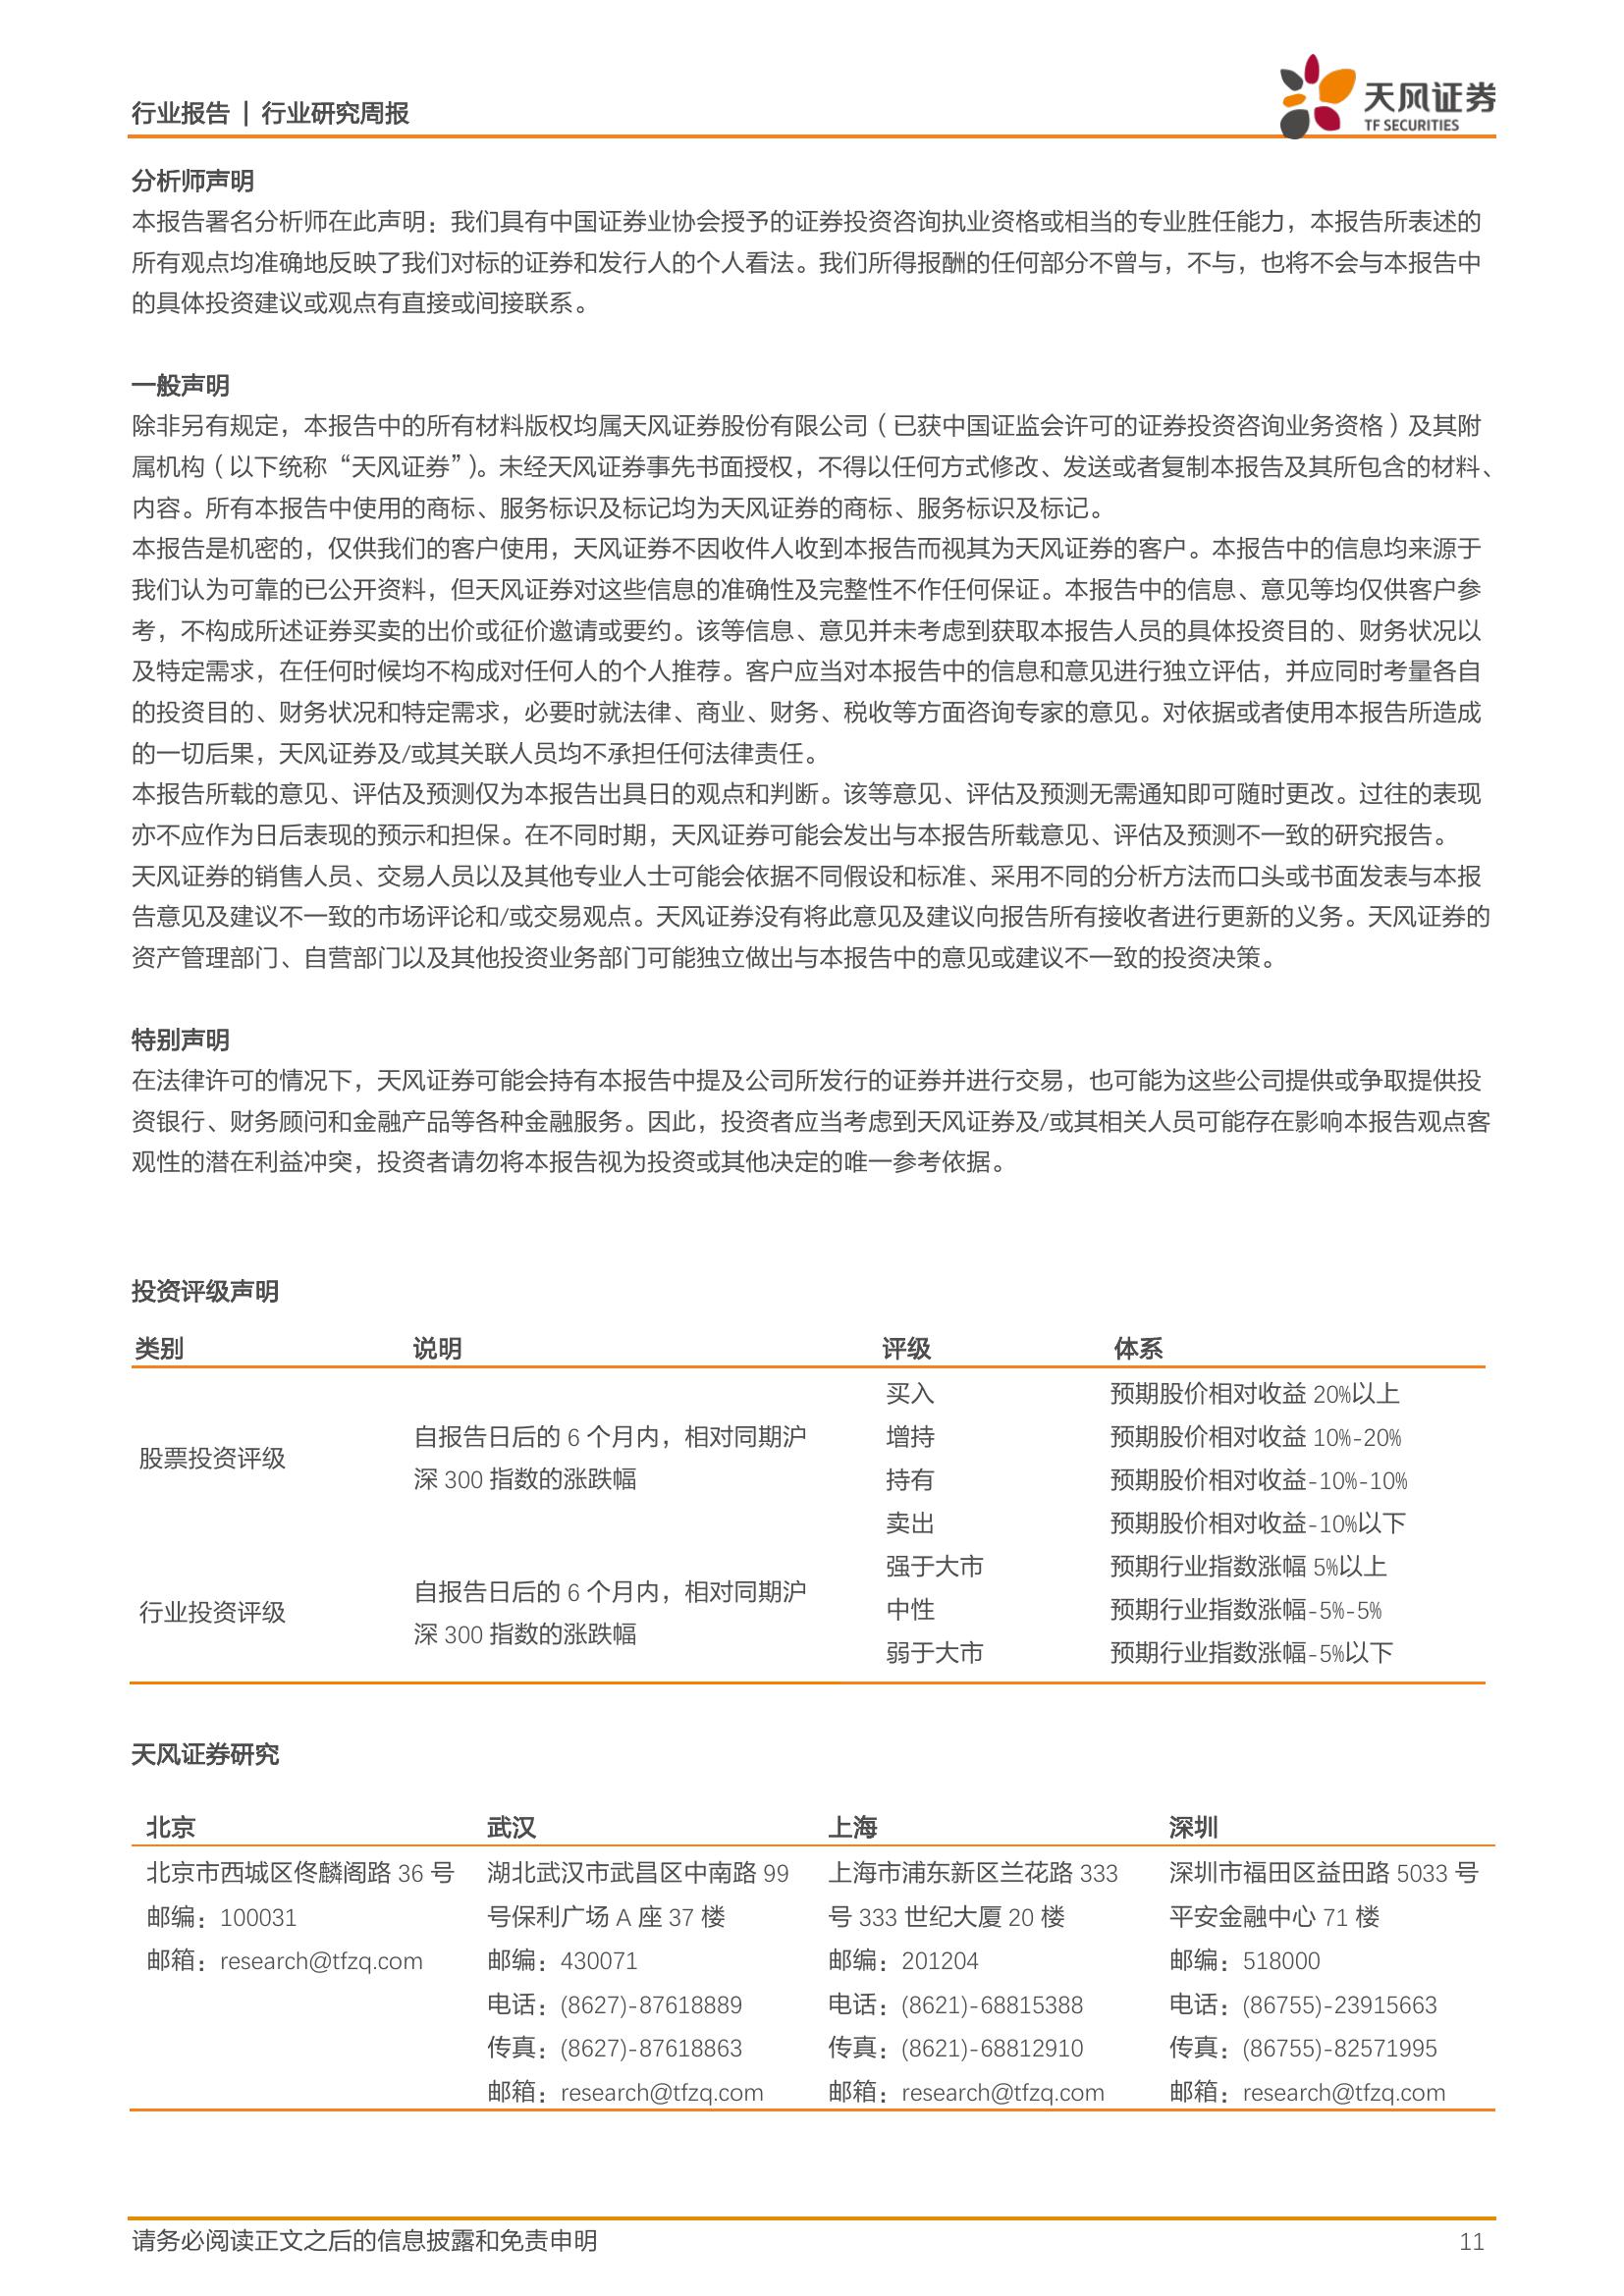 行业报告 | 行业研究周报
天风证券
TF SECURITIES
分析师声明
本报告署名分析师在此声明：我们具有中国证券业协会授予的证券投资咨询执业资格或相当的专业胜任能力，本报告所表述的
所有观点均准确地反映了我们对标的证券和发行人的个人看法。我们所得报酬的任何部分不曾与，不与，也将不会与本报告中
的具体投资建议或观点有直接或间接联系。
一般声明
除非另有规定，本报告中的所有材料版权均属天风证券股份有限公司（已获中国证监会许可的证券投资咨询业务资格）及其附
属机构（以下统称“天风证券”）。未经天风证券事先书面授权，不得以任何方式修改、发送或者复制本报告及其所包含的材料、
内容。所有本报告中使用的商标、服务标识及标记均为天风证券的商标、服务标识及标记。
本报告是机密的，仅供我们的客户使用，天风证券不因收件人收到本报告而视其为天风证券的客户。本报告中的信息均来源于
我们认为可靠的已公开资料，但天风证券对这些信息的准确性及完整性不作任何保证。本报告中的信息、意见等均仅供客户参
考，不构成所述证券买卖的出价或征价邀请或要约。该等信息、意见并未考虑到获取本报告人员的具体投资目的、财务状况以
及特定需求，在任何时候均不构成对任何人的个人推荐。客户应当对本报告中的信息和意见进行独立评估，并应同时考量各自
的投资目的、财务状况和特定需求，必要时就法律、商业、财务、税收等方面咨询专家的意见。对依据或者使用本报告所造成
的一切后果，天风证券及/或其关联人员均不承担任何法律责任。
本报告所载的意见、评估及预测仅为本报告出具日的观点和判断。该等意见、评估及预测无需通知即可随时更改。过往的表现
亦不应作为日后表现的预示和担保。在不同时期，天风证券可能会发出与本报告所载意见、评估及预测不一致的研究报告。
天风证券的销售人员、交易人员以及其他专业人士可能会依据不同假设和标准、采用不同的分析方法而口头或书面发表与本报
告意见及建议不一致的市场评论和/或交易观点。天风证券没有将此意见及建议向报告所有接收者进行更新的义务。天风证券的
资产管理部门、自营部门以及其他投资业务部门可能独立做出与本报告中的意见或建议不一致的投资决策。
特别声明
在法律许可的情况下，天风证券可能会持有本报告中提及公司所发行的证券并进行交易，也可能为这些公司提供或争取提供投
资银行、财务顾问和金融产品等各种金融服务。因此，投资者应当考虑到天风证券及/或其相关人员可能存在影响本报告观点客
观性的潜在利益冲突，投资者请勿将本报告视为投资或其他决定的唯一参考依据。
投资评级声明
类别 说明 评级 体系
股票投资评级
自报告日后的 6 个月内，相对同期沪
深 300 指数的涨跌幅
买入 预期股价相对收益 20%以上
增持 预期股价相对收益 10%-20%
持有 预期股价相对收益-10%-10%
卖出 预期股价相对收益-10%以下
行业投资评级
自报告日后的 6 个月内，相对同期沪
深 300 指数的涨跌幅
强于大市 预期行业指数涨幅 5%以上
中性 预期行业指数涨幅-5%-5%
弱于大市 预期行业指数涨幅-5%以下
天风证券研究
北京
北京市西城区佟麟阁路 36 号
邮编：100031
邮箱：research@tfzq.com
武汉
湖北武汉市武昌区中南路 99
号保利广场 A 座 37 楼
邮编：430071
电话：(8627)-87618889
传真：(8627)-87618863
邮箱：research@tfzq.com
上海
上海市浦东新区兰花路 333
号 333 世纪大厦 20 楼
邮编：201204
电话：(8621)-68815388
传真：(8621)-68812910
邮箱：research@tfzq.com
深圳
深圳市福田区益田路 5033 号
平安金融中心 71 楼
邮编：518000
电话：(86755)-23915663
传真：(86755)-82571995
邮箱：research@tfzq.com
请务必阅读正文之后的信息披露和免责申明
11